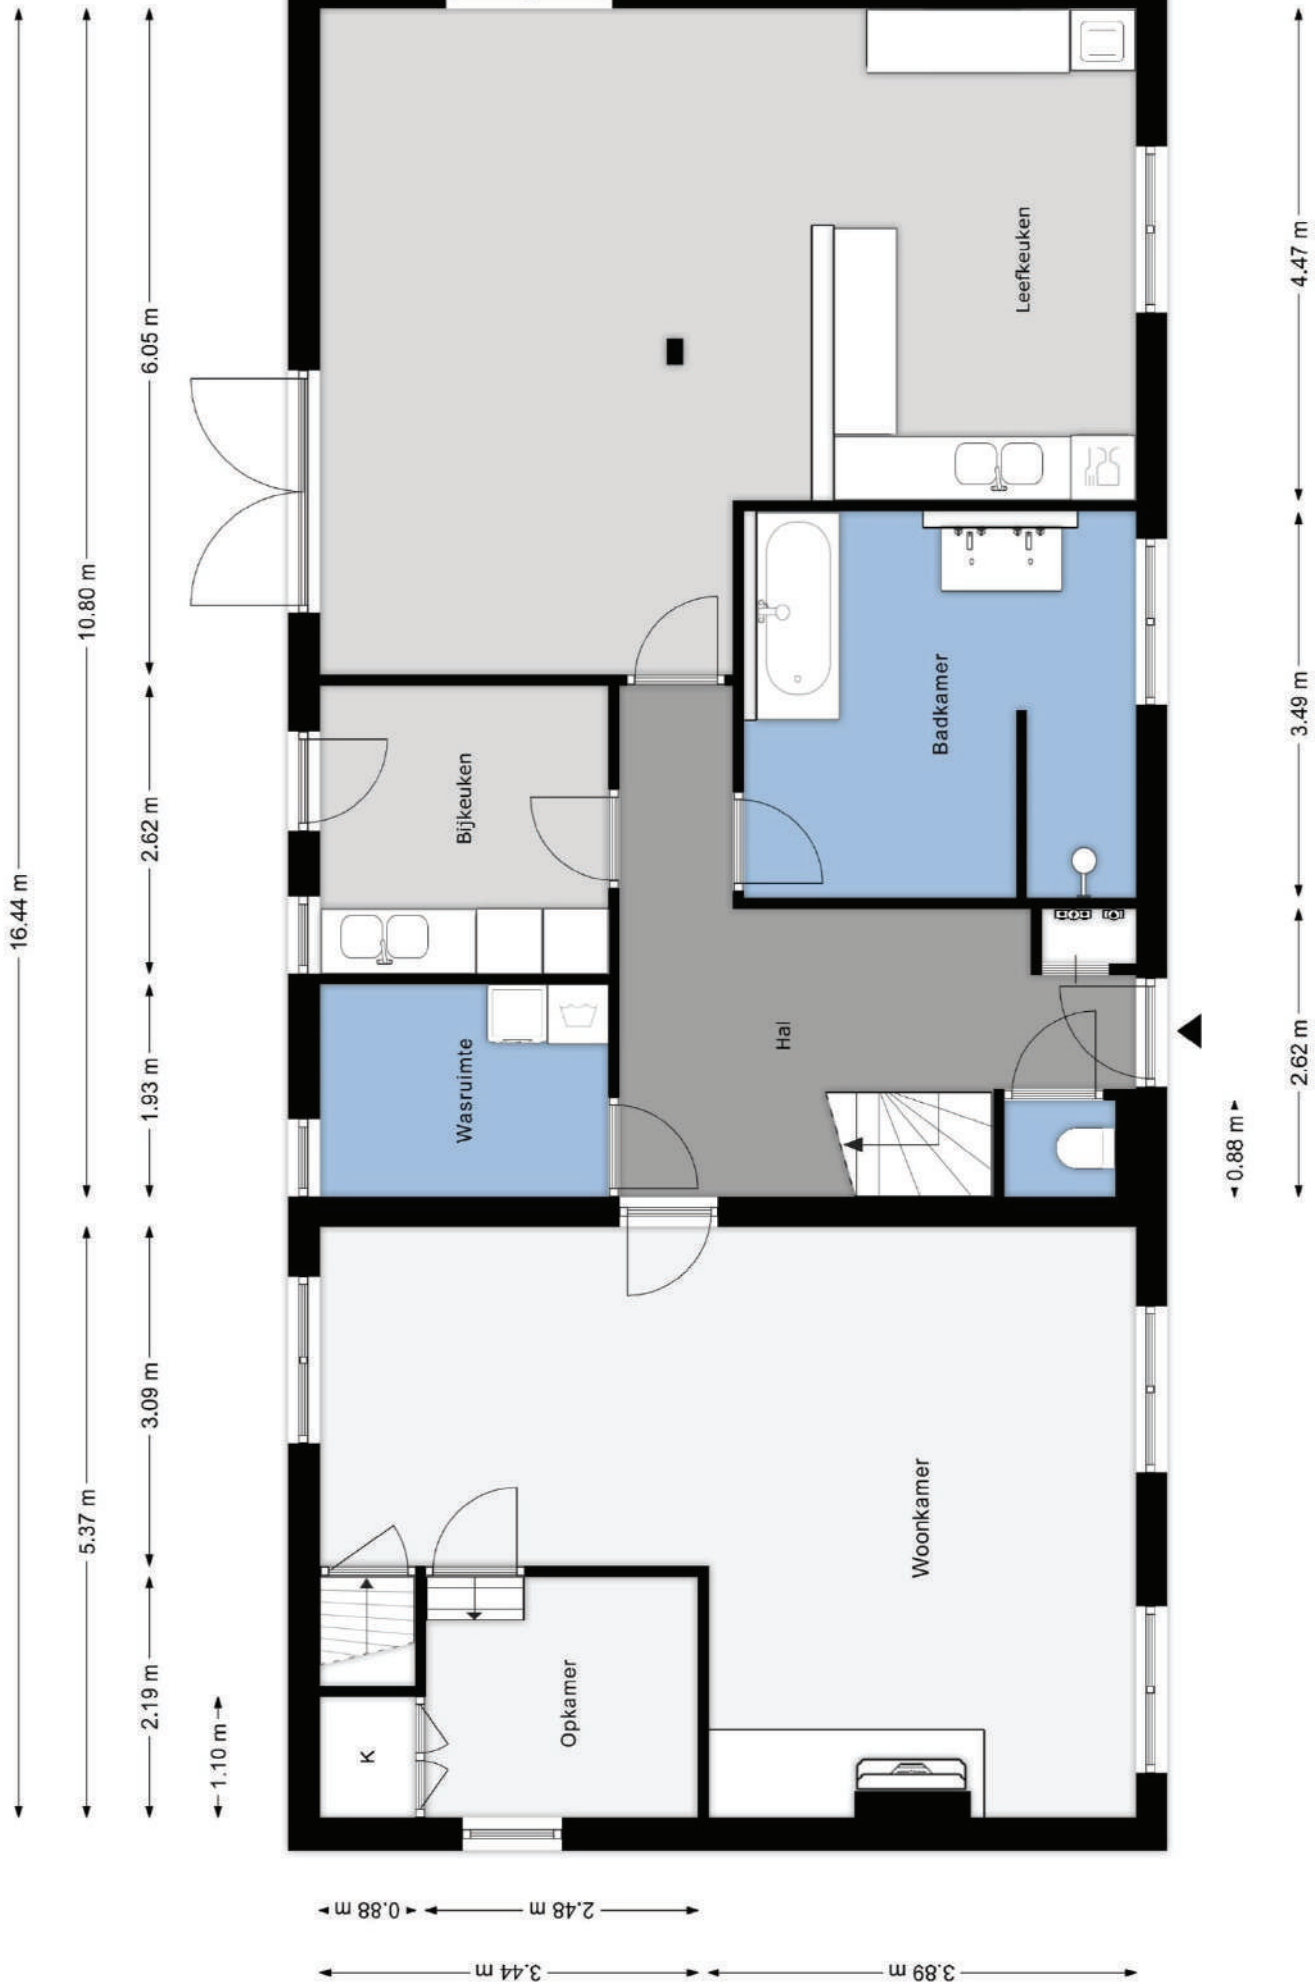 16.44 m
10.80 m
5.37 m
6.05 m
2.62 m
1.93 m
3.09 m
2.19 m
1.10 m
Leefkeuken
Badkamer
Bijkeuken
Wasruimte
Hal
Woonkamer
Opkamer
K
4.47 m
3.49 m
2.62 m
0.88 m
0.88 m
2.48 m
3.44 m
3.89 m